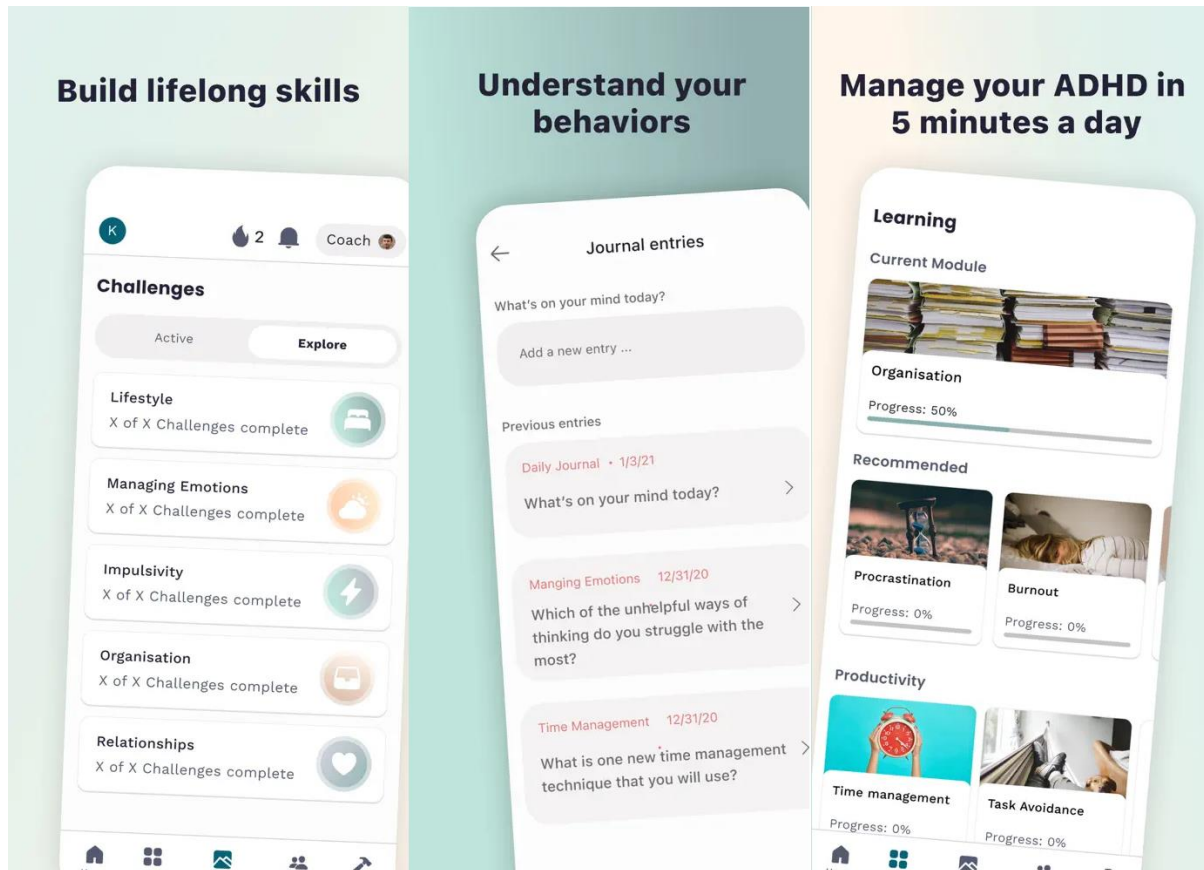 Build lifelong skills
K
2
Coach
Challenges
Active
Explore
Lifestyle
X of X Challenges complete
Managing Emotions
X of X Challenges complete
Impulsivity
X of X Challenges complete
Organisation
X of X Challenges complete
Relationships
X of X Challenges complete
Understand your
behaviors
Journal entries
What's on your mind today?
Add a new entry ...
Previous entries
Daily Journal • 1/3/21
What's on your mind today?
Manging Emotions 12/31/20
Which of the unhelpful ways of
thinking do you struggle with the
most?
Time Management 12/31/20
What is one new time management
technique that you will use?
Manage your ADHD in
5 minutes a day
Learning
Current Module
Organisation
Progress: 50%
Recommended
Procrastination
Progress: 0%
Burnout
Progress: 0%
Productivity
Time management
Progress: 0%
Task Avoidance
Progress: 0%